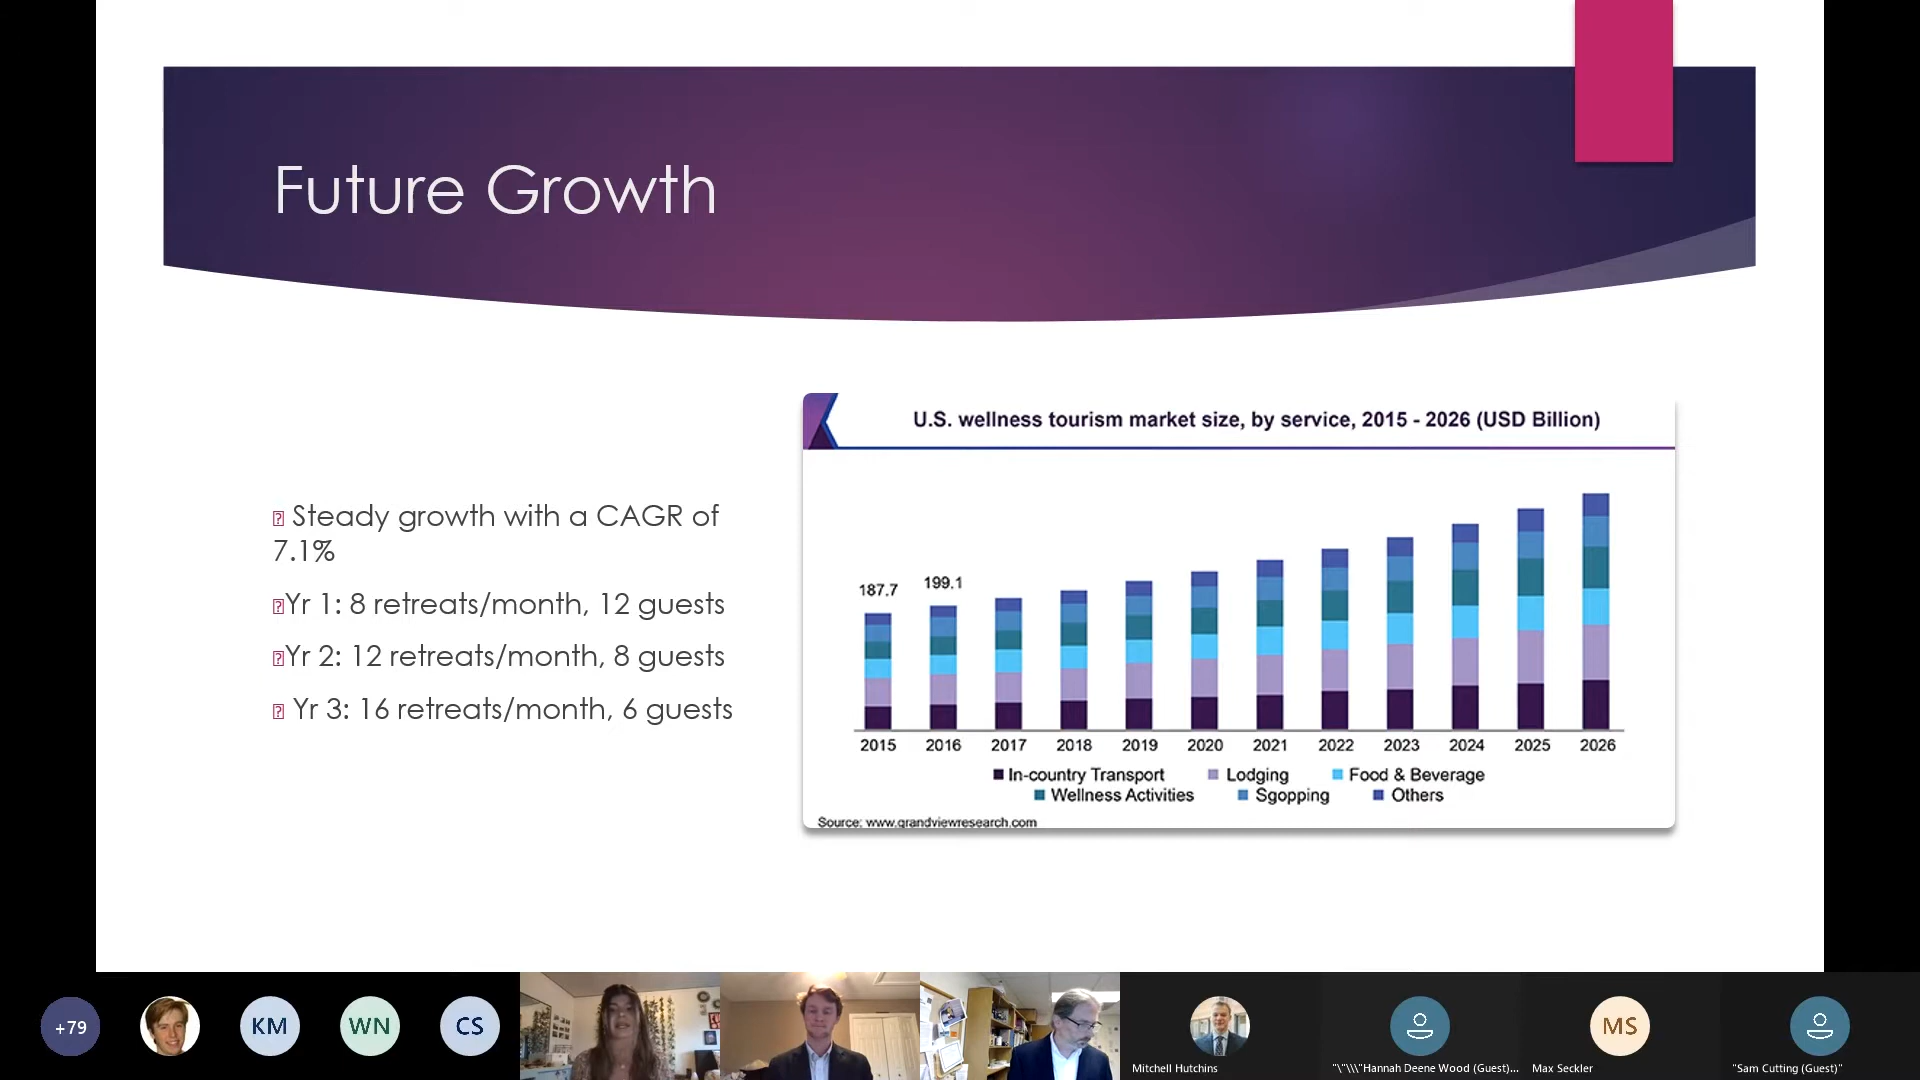 Future Growth
Steady growth with a CAGR of
7.1%
Yr 1: 8 retreats/month, 12 guests
Yr 2: 12 retreats/month, 8 guests
Yr 3: 16 retreats/month, 6 guests
U.S. wellness tourism market size, by service, 2015 - 2026 (USD Billion)
187.7
199.1
2015 2016 2017 2018 2019 2020 2021 2022 2023 2024 2025 2026
In-country Transport Lodging Food & Beverage
Wellness Activities Sgopping Others
Source: www.grandviewresearch.com
+79 KM WN CS MS
Mitchell Hutchins "\"\\\"Hannah Deene Wood (Guest)... Max Seckler "Sam Cutting (Guest)"